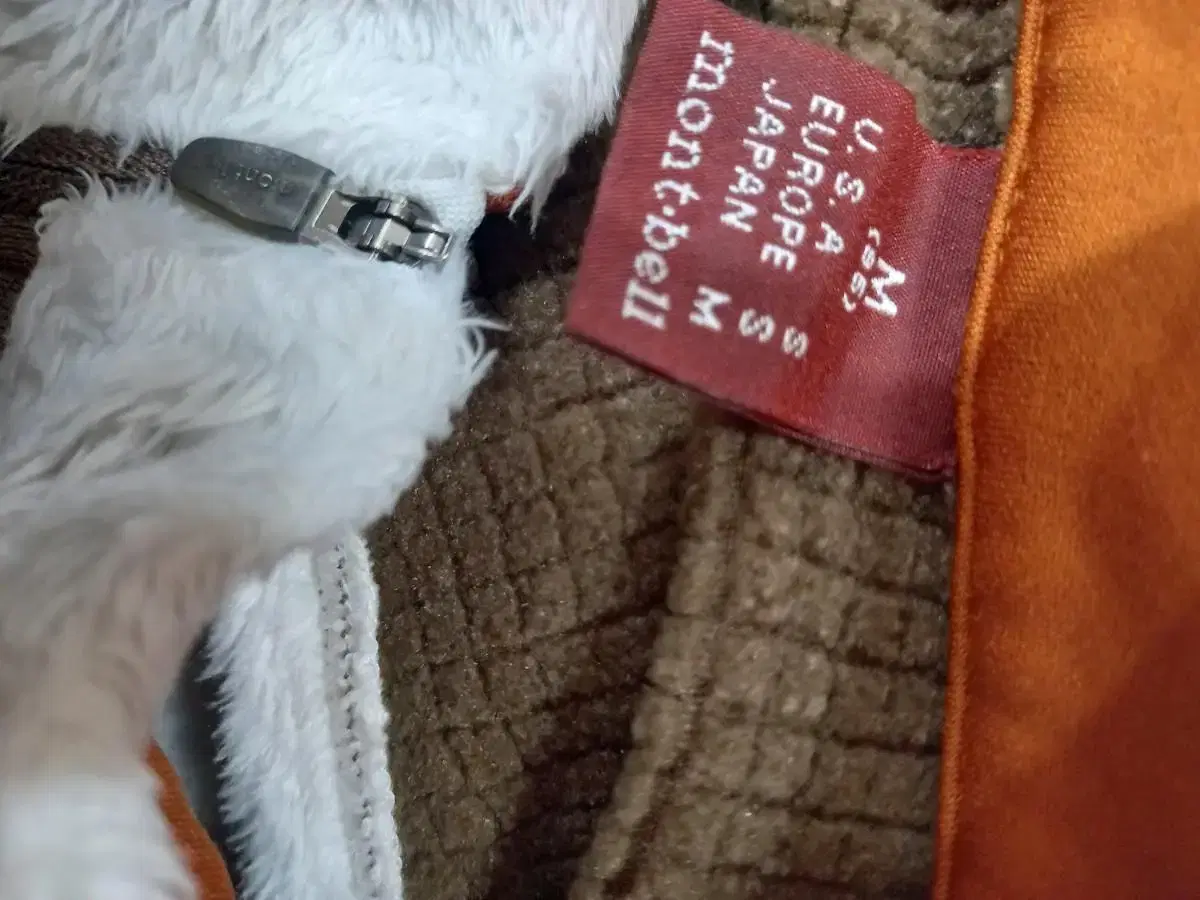 M
U.S.A S
EUROPE S
JAPAN M
mont·bell